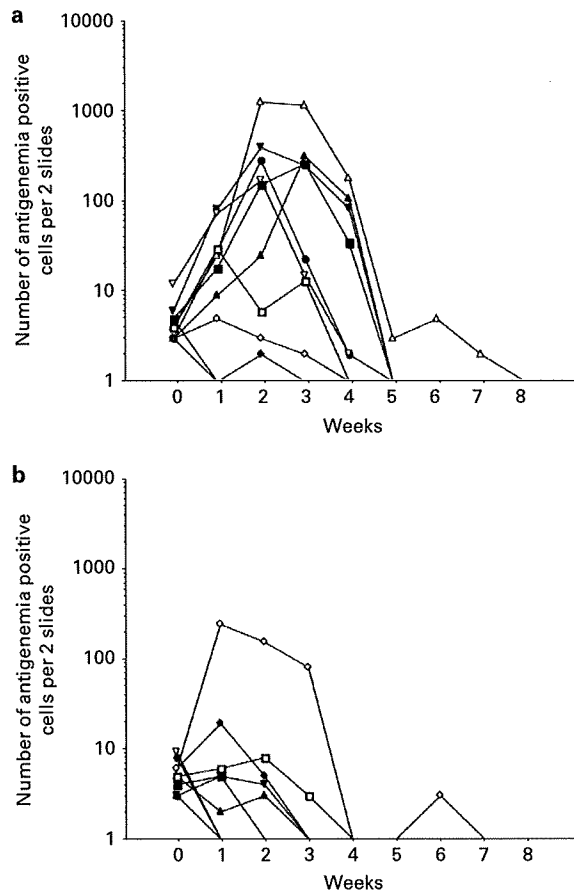 a
10000
1000
100
10
1
Number of antigenemia positive
cells per 2 slides
0 1 2 3 4 5 6 7 8
Weeks
b
10000
1000
100
10
1
Number of antigenemia positive
cells per 2 slides
0 1 2 3 4 5 6 7 8
Weeks